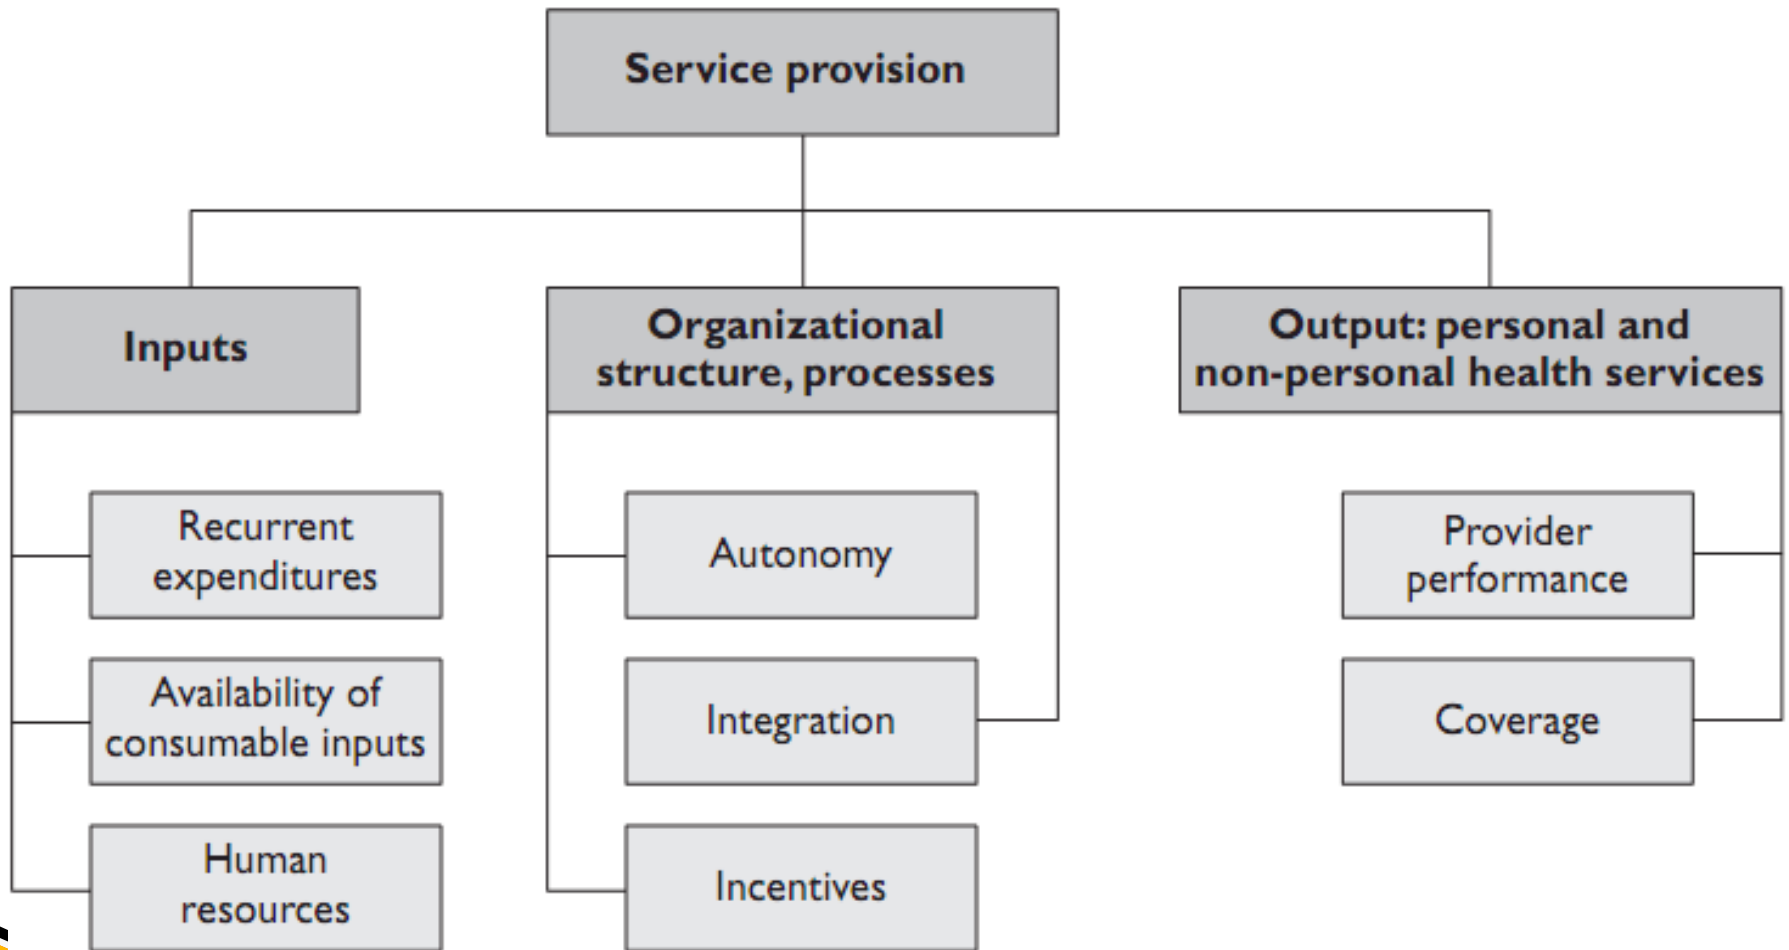 Service provision
Inputs
Recurrent
expenditures
Availability of
consumable inputs
Human
resources
Organizational
structure, processes
Autonomy
Integration
Incentives
Output: personal and
non-personal health services
Provider
performance
Coverage